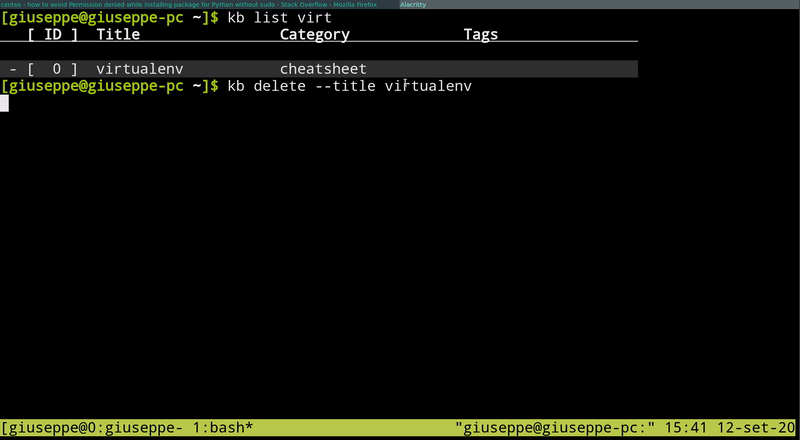 centos - how to avoid Permission denied while installing package for Python without sudo - Stack Overflow - Mozilla Firefox Alacritty
[giuseppe@giuseppe-pc ~]$ kb list virt
[ ID ] Title Category Tags
- [ 0 ] virtualenv cheatsheet
[giuseppe@giuseppe-pc ~]$ kb delete --title virtualenv
[giuseppe@0:giuseppe- 1:bash* "giuseppe@giuseppe-pc:" 15:41 12-set-20